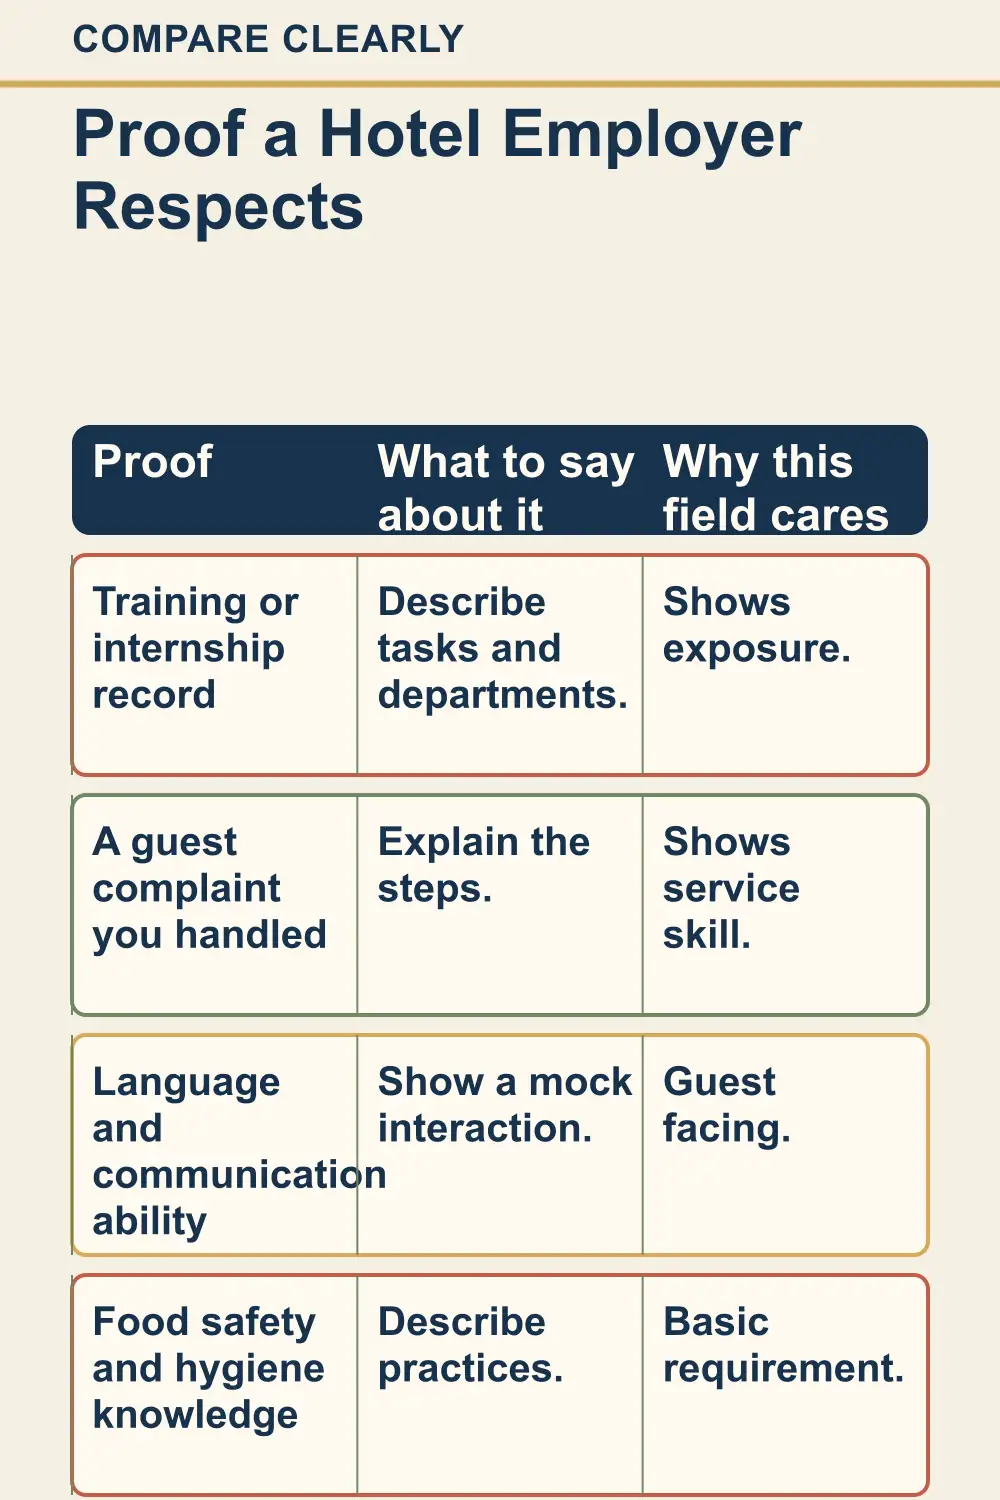 COMPARE CLEARLY
Proof a Hotel Employer
Respects
Proof
What to say
about it
Why this
field cares
Training or
internship
record
Describe
tasks and
departments.
Shows
exposure.
A guest
complaint
you handled
Explain the
steps.
Shows
service
skill.
Language
and
communication
ability
Show a mock
interaction.
Guest
facing.
Food safety
and hygiene
knowledge
Describe
practices.
Basic
requirement.